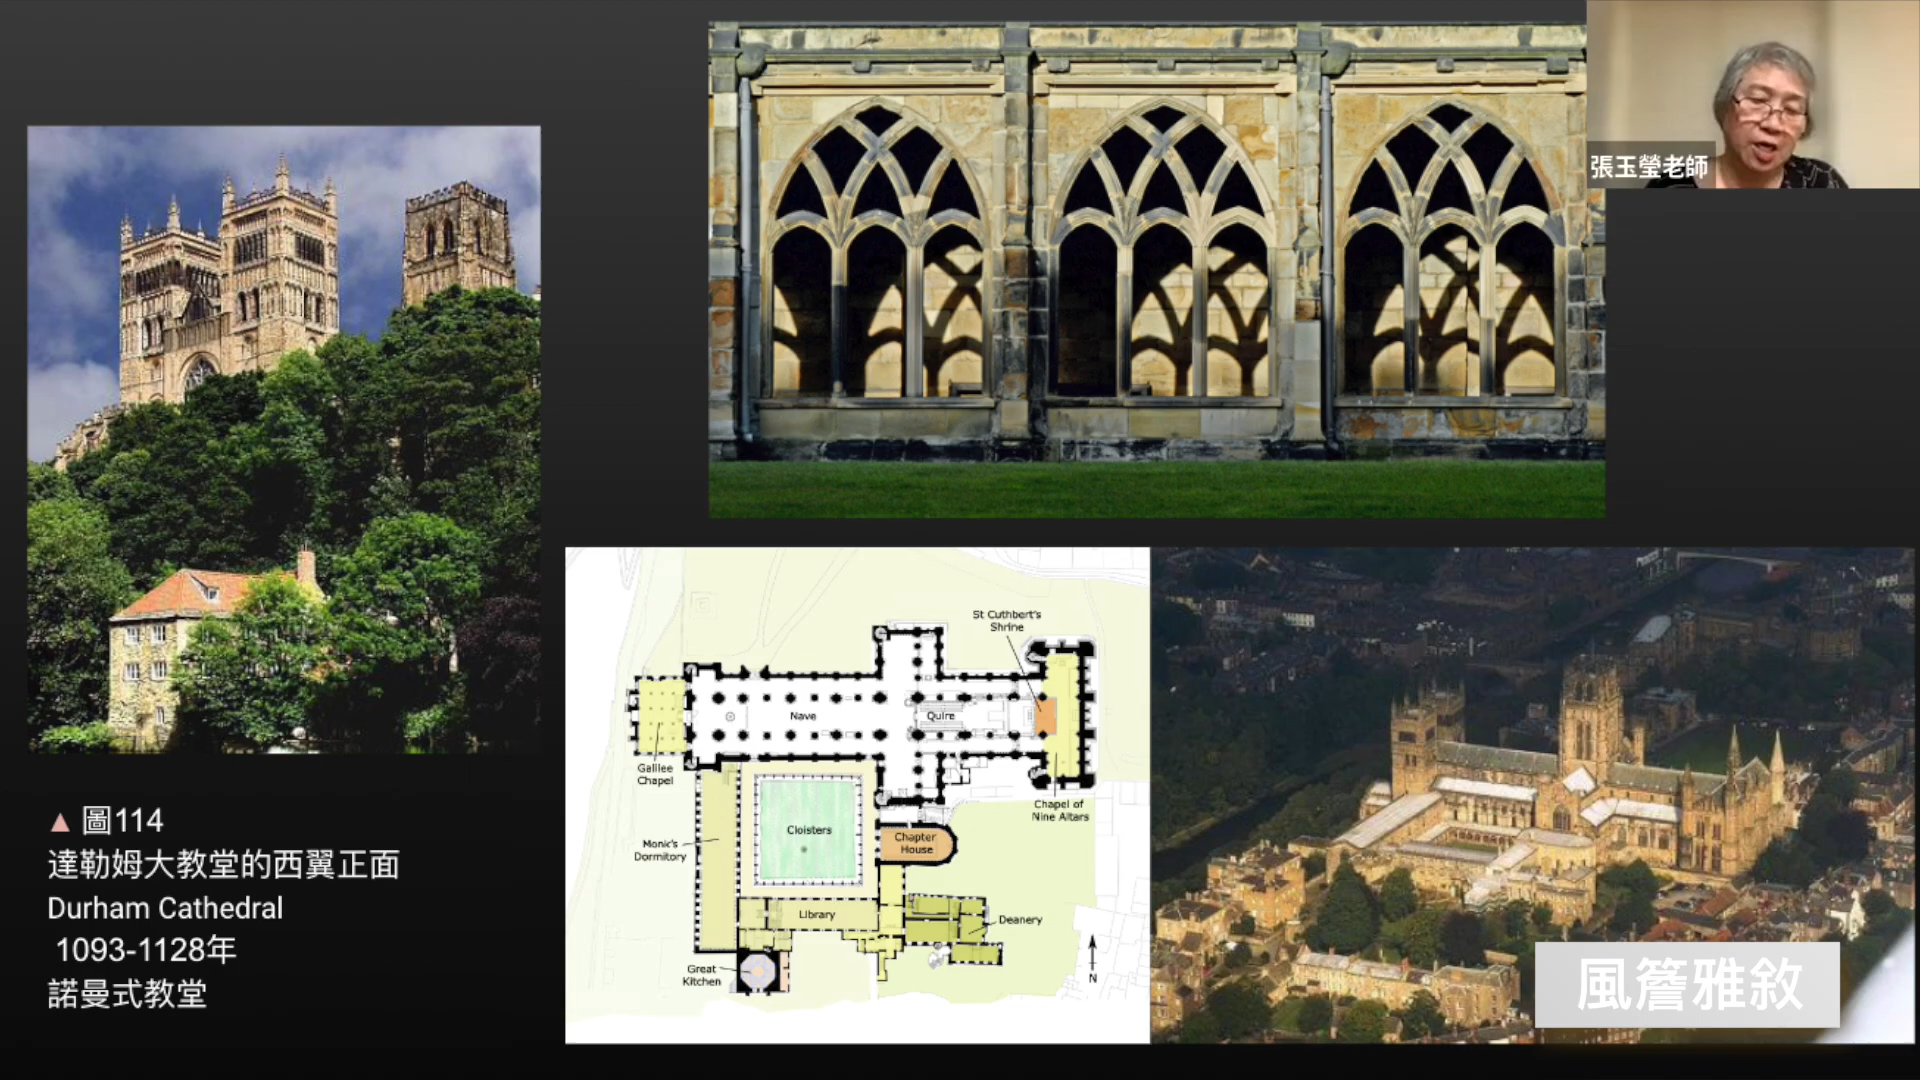 張玉瑩老師
▲ 圖114
達勒姆大教堂的西翼正面
Durham Cathedral
1093-1128年
諾曼式教堂
St Cuthbert's
Shrine
Nave
Quire
Galilee
Chapel
Chapel of
Nine Altars
Cloisters
Chapter
House
Monk's
Dormitory
Library
Deanery
Great
Kitchen
N
風簷雅敘